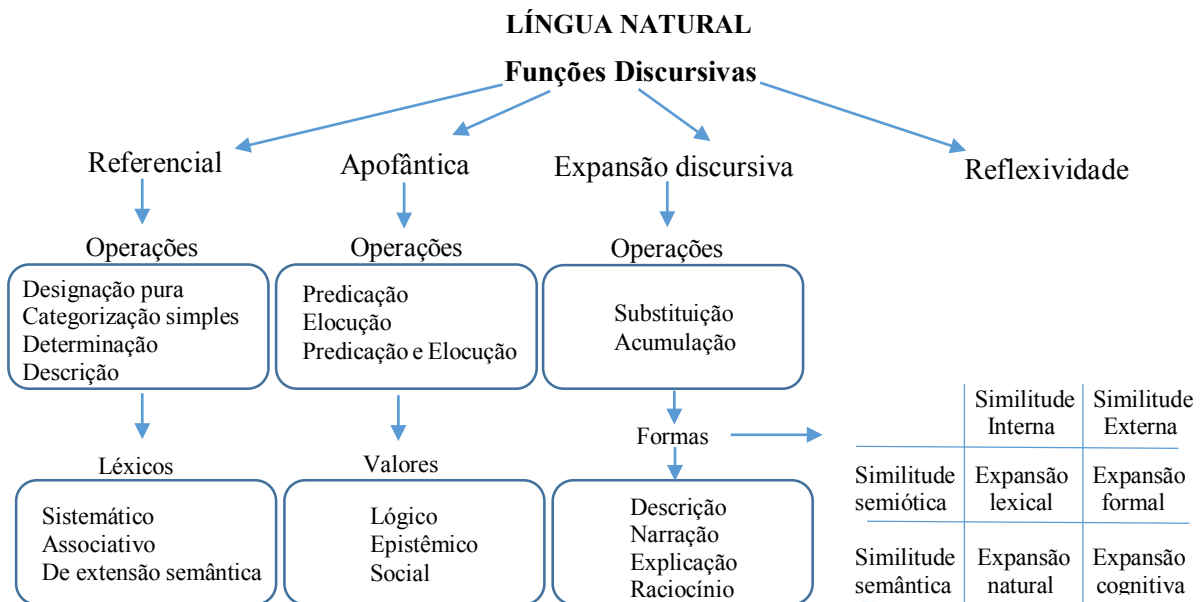 LÍNGUA NATURAL
Funções Discursivas
Referencial
Apofântica
Expansão discursiva
Reflexividade
Operações
Designação pura
Categorização simples
Determinação
Descrição
Operações
Predicação
Elocução
Predicação e Elocução
Operações
Substituição
Acumulação
Léxicos
Sistemático
Associativo
De extensão semântica
Valores
Lógico
Epistêmico
Social
Formas
Descrição
Narração
Explicação
Raciocínio
Similitude
Interna
Similitude
Externa
Similitude
semiótica
Expansão
lexical
Expansão
formal
Similitude
semântica
Expansão
natural
Expansão
cognitiva